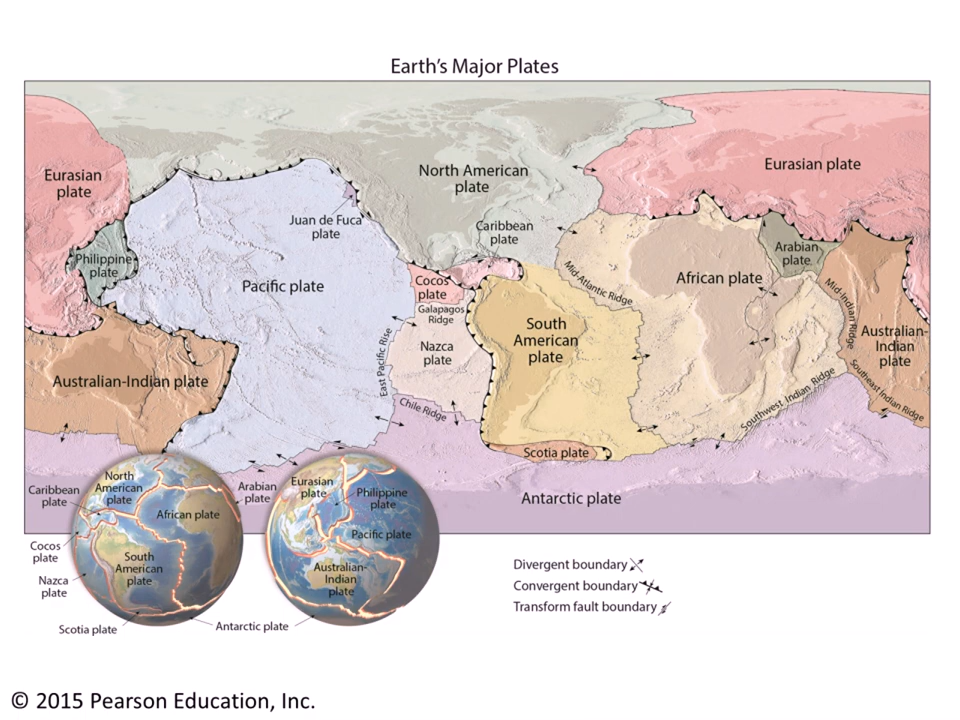 Earth's Major Plates
Eurasian
plate
North American
plate
Eurasian plate
Juan de Fuca
plate
Caribbean
plate
Philippine
plate
Arabian
plate
Pacific plate
Cocos
plate
Mid-Atlantic Ridge
African plate
Galapagos
Ridge
Mid-Indian Ridge
Nazca
plate
South
American
plate
Australian-
Indian
plate
East Pacific Rise
Australian-Indian plate
Chile Ridge
Southwest Indian Ridge
Southeast Indian Ridge
Scotia plate
Antarctic plate
North
American
plate
Caribbean
plate
African plate
Arabian
plate
Cocos
plate
South
American
plate
Nazca
plate
Scotia plate
Eurasian
plate
Philippine
plate
Pacific plate
Australian-
Indian
plate
Antarctic plate
Divergent boundary
Convergent boundary
Transform fault boundary
© 2015 Pearson Education, Inc.